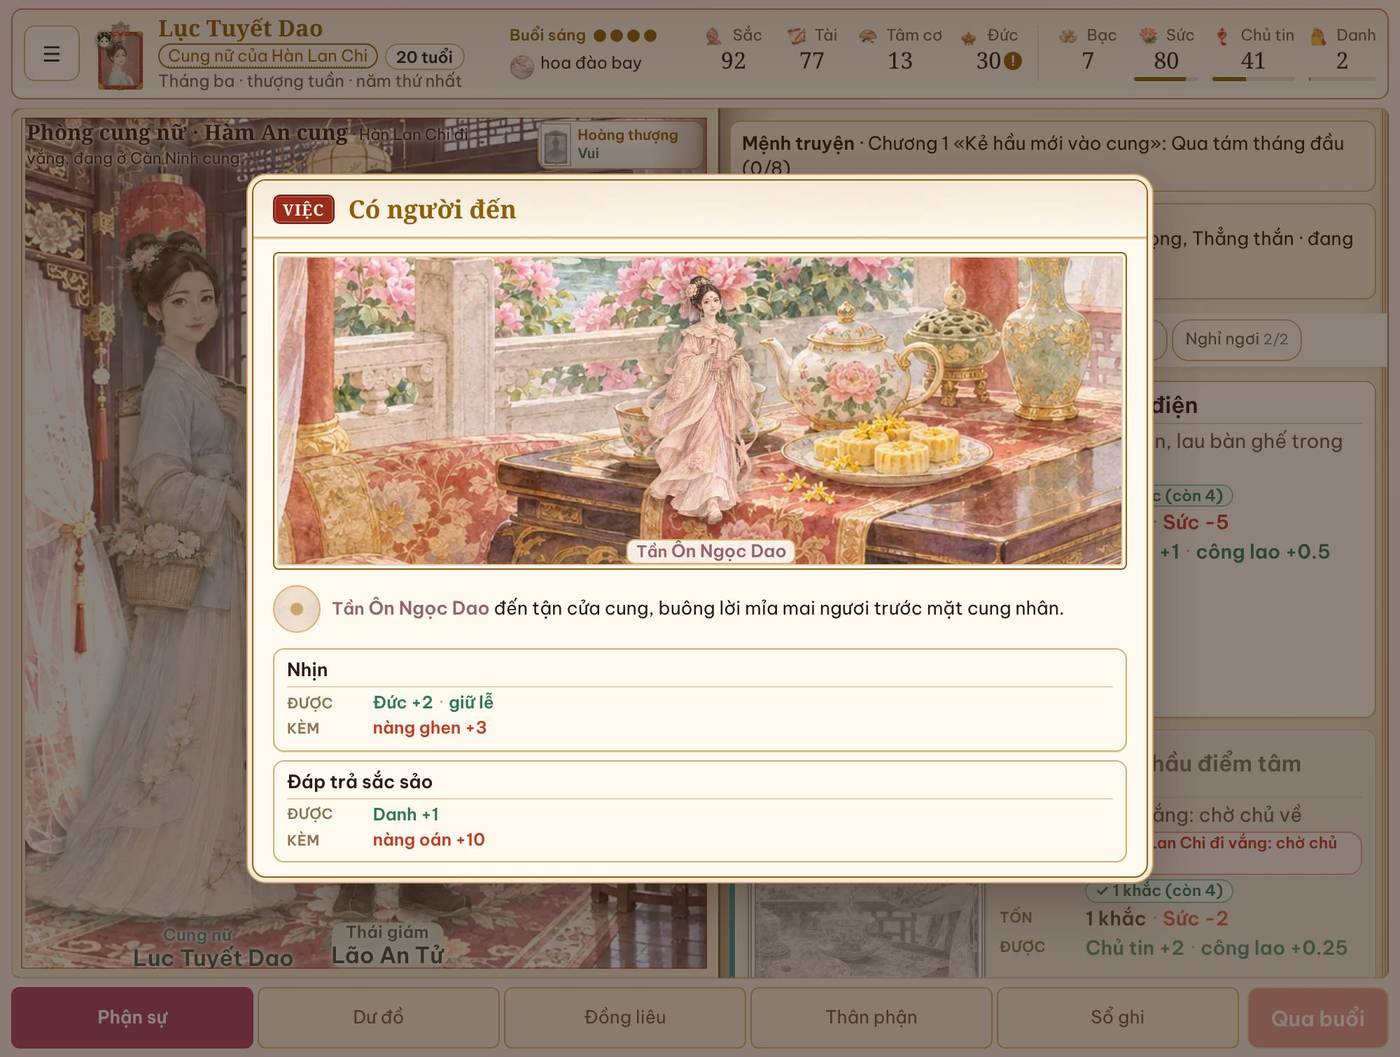 ☰
Lục Tuyết Dao
Cung nữ của Hàn Lan Chi
20 tuổi
Tháng ba · thượng tuần · năm thứ nhất
Buổi sáng
hoa đào bay
Sắc 92
Tài 77
Tâm cơ 13
Đức 30 !
Bạc 7
Sức 80
Chủ tin 41
Danh 2
Phòng cung nữ · Hàm An cung · Hàn Lan Chi đi
vắng, đang ở Càn Ninh cung
Hoàng thượng
Vui
Mệnh truyện · Chương 1 «Kẻ hầu mới vào cung»: Qua tám tháng đầu
(0/8)
VIỆC Có người đến
Thẳng thắn · đang
Nghỉ ngơi 2/2
điện
lau bàn ghế trong
(còn 4)
Sức -5
+1 · công lao +0.5
Tần Ôn Ngọc Dao
Tần Ôn Ngọc Dao đến tận cửa cung, buông lời mỉa mai ngươi trước mặt cung nhân.
Nhịn
ĐƯỢC Đức +2 · giữ lễ
KÈM nàng ghen +3
Đáp trả sắc sảo
ĐƯỢC Danh +1
KÈM nàng oán +10
điểm tâm
chờ chủ về
Lan Chi đi vắng: chờ chủ
✓ 1 khắc (còn 4)
TỐN 1 khắc · Sức -2
ĐƯỢC Chủ tin +2 · công lao +0.25
Cung nữ
Lục Tuyết Dao
Thái giám
Lão An Tử
Phận sự
Dư đồ
Đồng liêu
Thân phận
Sổ ghi
Qua buổi